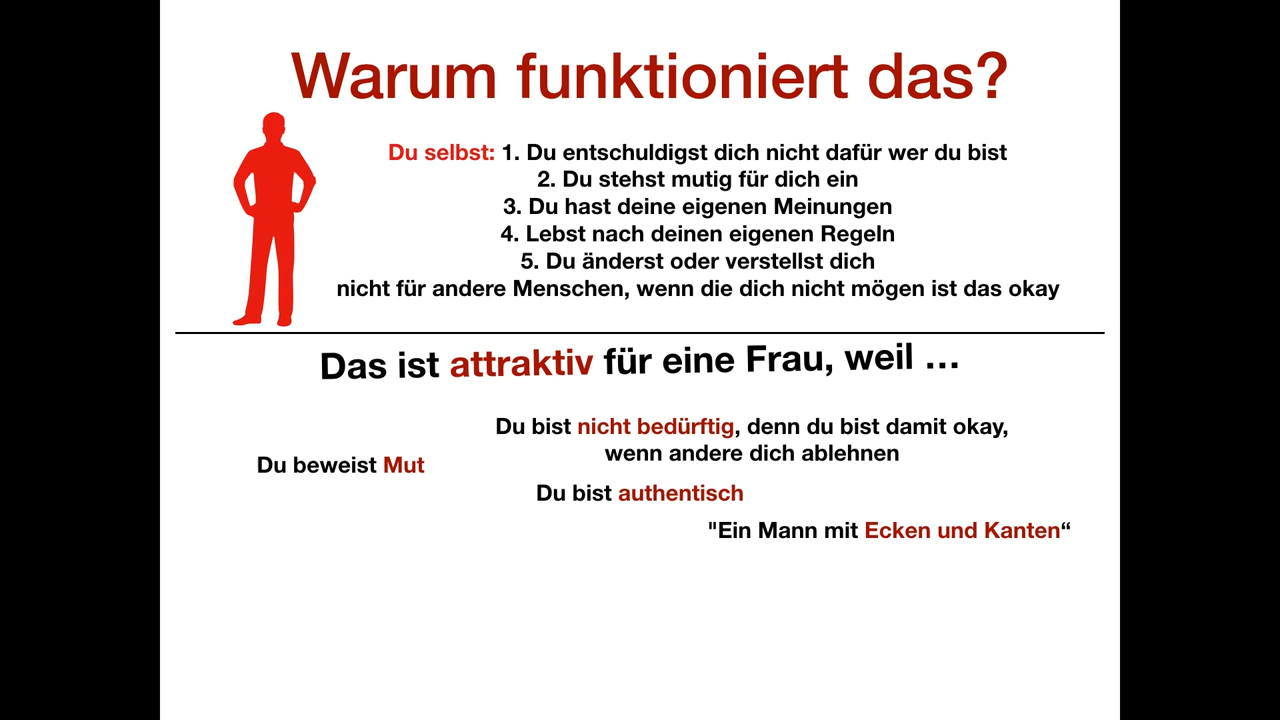 Warum funktioniert das?
Du selbst: 1. Du entschuldigst dich nicht dafür wer du bist
2. Du stehst mutig für dich ein
3. Du hast deine eigenen Meinungen
4. Lebst nach deinen eigenen Regeln
5. Du änderst oder verstellst dich
nicht für andere Menschen, wenn die dich nicht mögen ist das okay
Das ist attraktiv für eine Frau, weil ...
Du bist nicht bedürftig, denn du bist damit okay,
wenn andere dich ablehnen
Du beweist Mut
Du bist authentisch
"Ein Mann mit Ecken und Kanten“